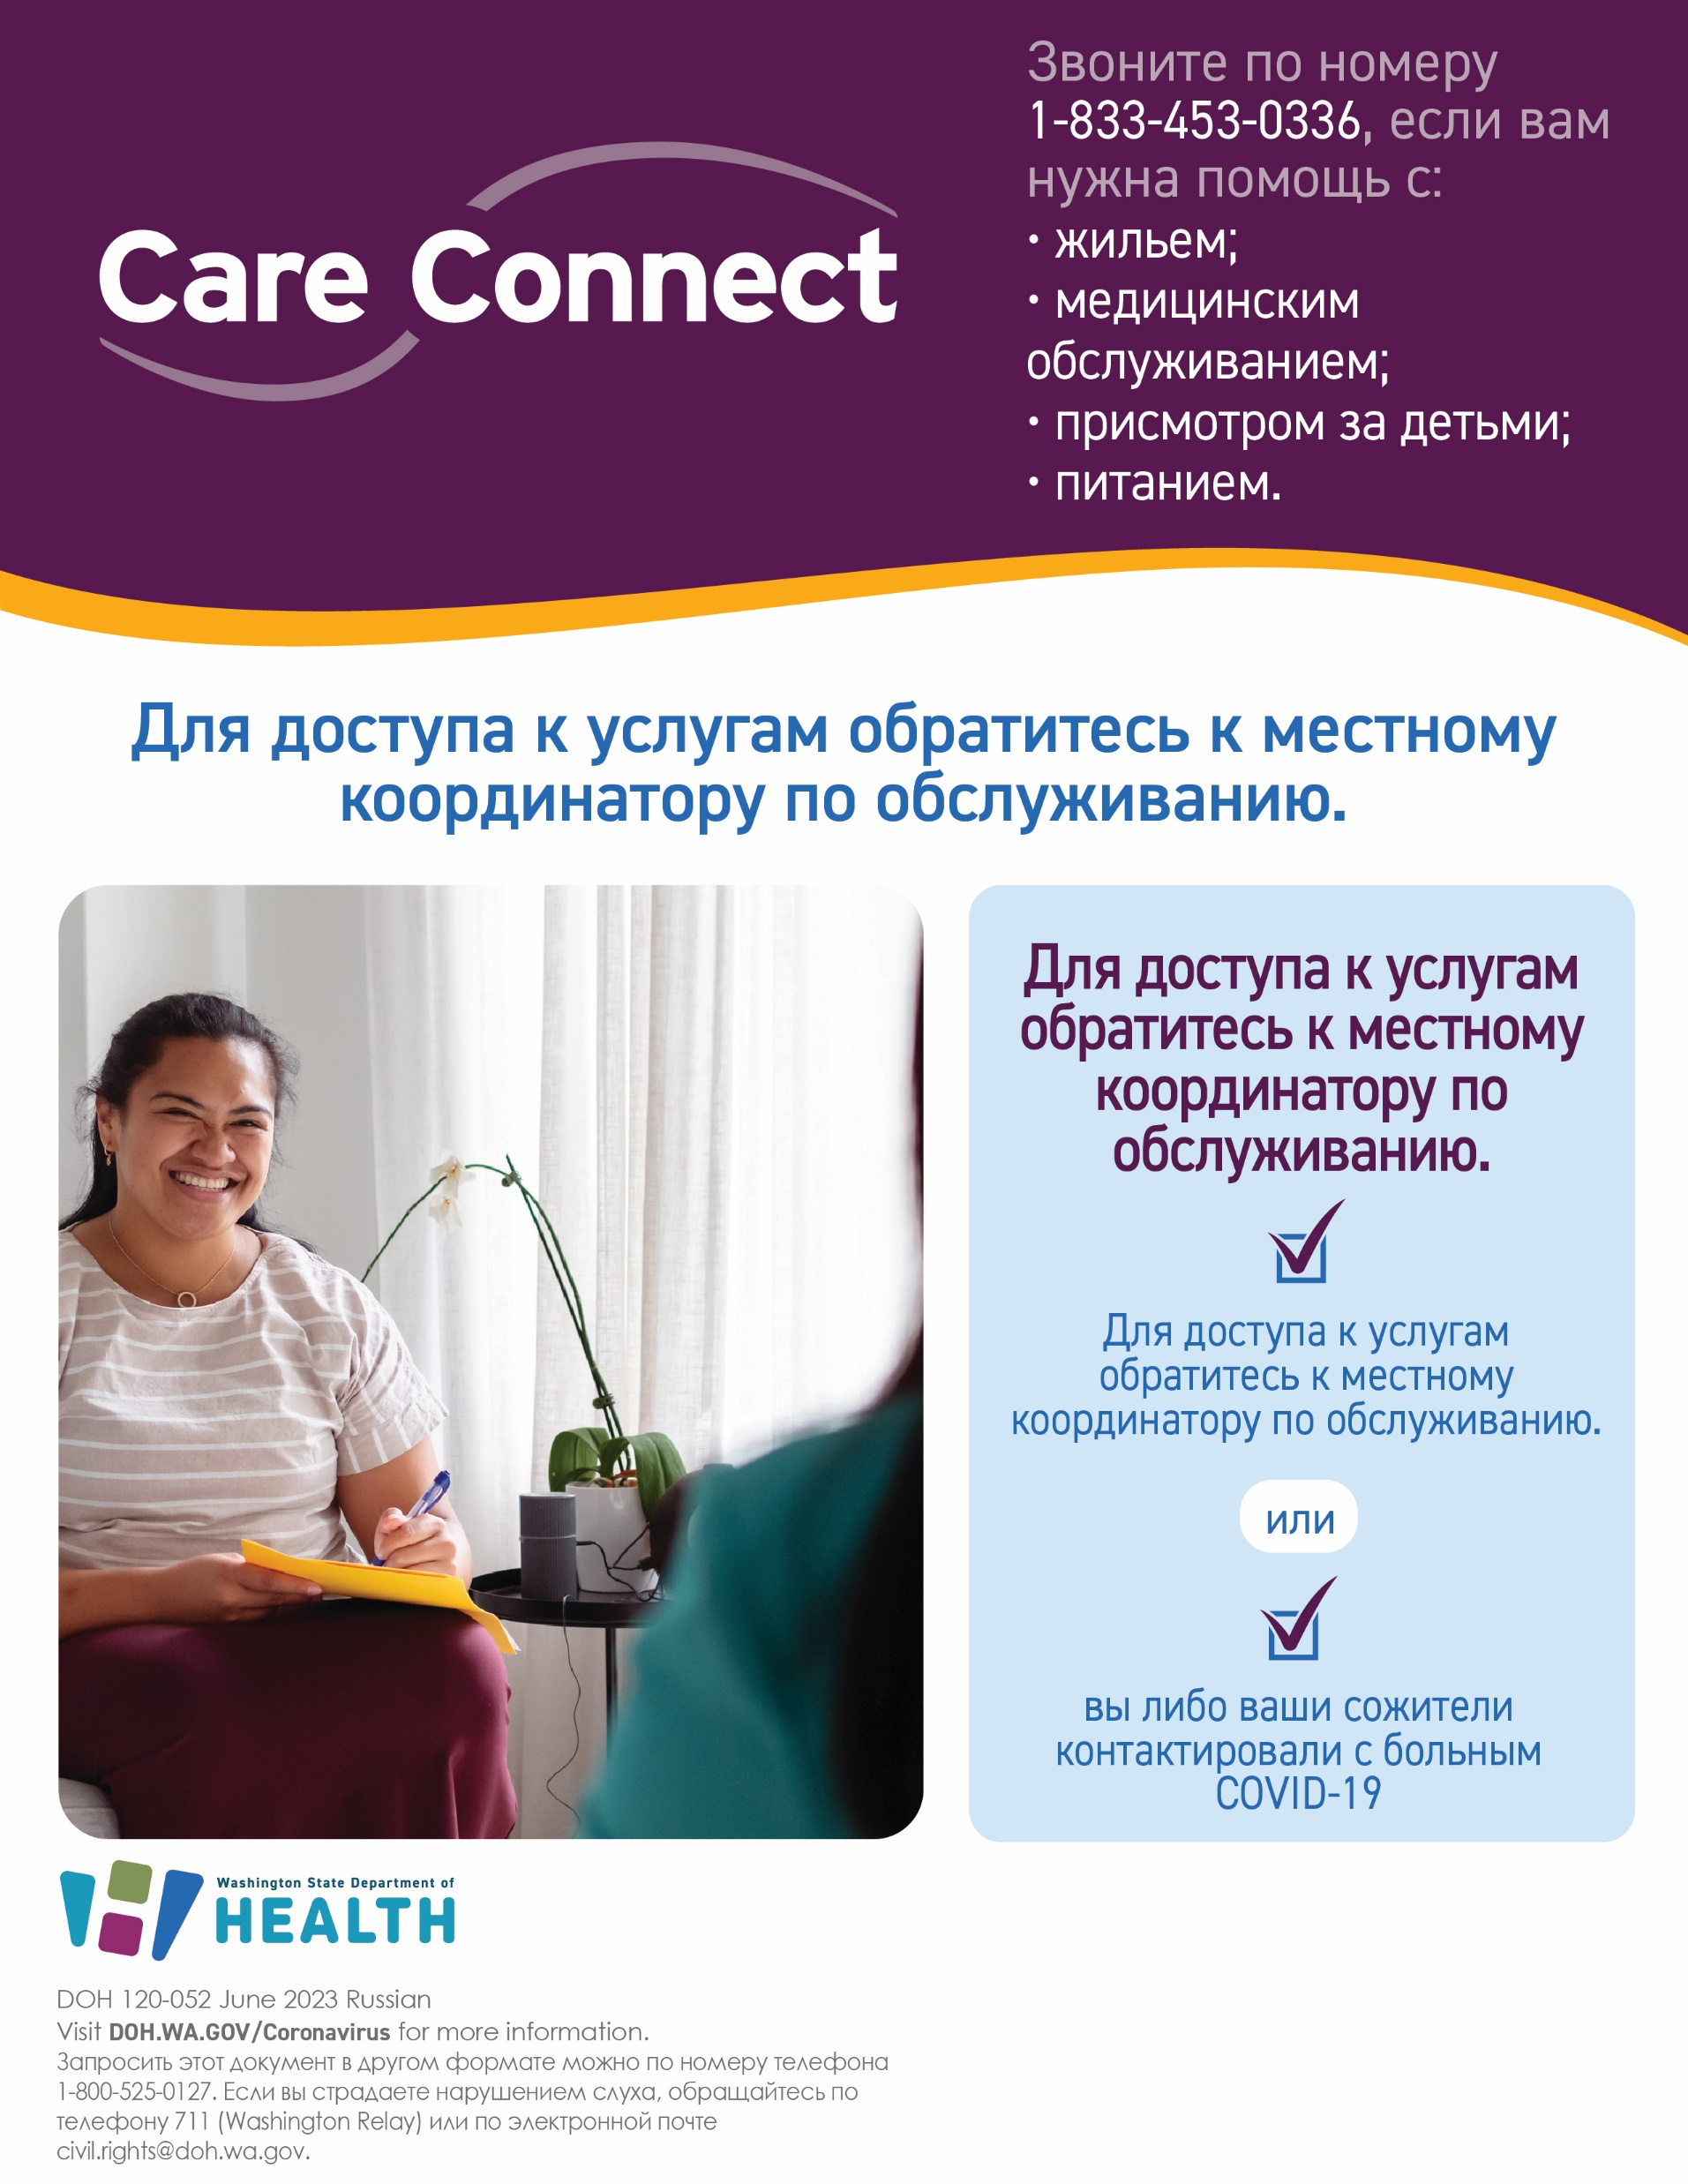 Звоните по номеру
1-833-453-0336, если вам
нужна помощь с:
• жильем;
• медицинским
обслуживанием;
• присмотром за детьми;
• питанием.
Care Connect
Для доступа к услугам обратитесь к местному
координатору по обслуживанию.
Для доступа к услугам
обратитесь к местному
координатору по
обслуживанию.
Для доступа к услугам
обратитесь к местному
координатору по обслуживанию.
или
вы либо ваши сожители
контактировали с больным
COVID-19
Washington State Department of
HEALTH
DOH 120-052 June 2023 Russian
Visit DOH.WA.GOV/Coronavirus for more information.
Запросить этот документ в другом формате можно по номеру телефона
1-800-525-0127. Если вы страдаете нарушением слуха, обращайтесь по
телефону 711 (Washington Relay) или по электронной почте
civil.rights@doh.wa.gov.